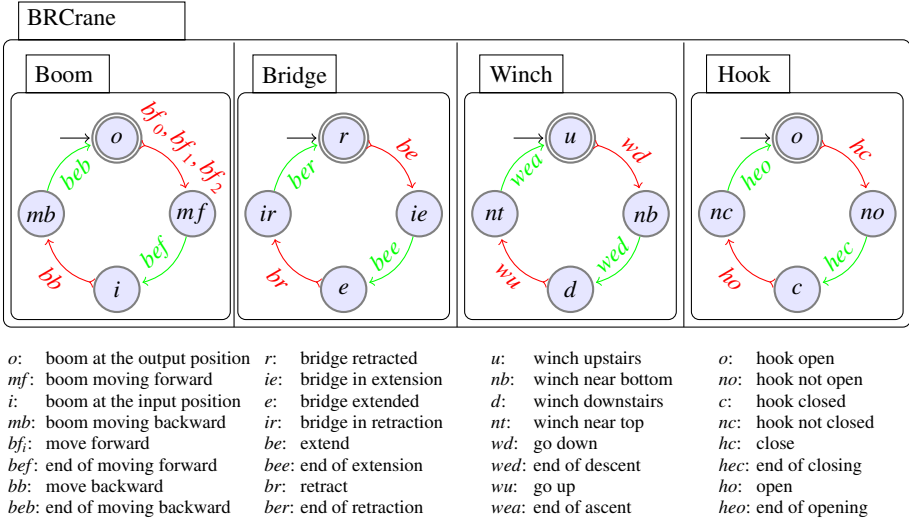 BRCrane
Boom
Bridge
Winch
Hook
o
bf0, bf1, bf2
mf
bef
i
bb
mb
beb
r
be
ie
bee
e
br
ir
ber
u
wd
nb
wed
d
wu
nt
wea
o
hc
no
hec
c
ho
nc
heo
o: boom at the output position
mf: boom moving forward
i: boom at the input position
mb: boom moving backward
bfi: move forward
bef: end of moving forward
bb: move backward
beb: end of moving backward
r: bridge retracted
ie: bridge in extension
e: bridge extended
ir: bridge in retraction
be: extend
bee: end of extension
br: retract
ber: end of retraction
u: winch upstairs
nb: winch near bottom
d: winch downstairs
nt: winch near top
wd: go down
wed: end of descent
wu: go up
wea: end of ascent
o: hook open
no: hook not open
c: hook closed
nc: hook not closed
hc: close
hec: end of closing
ho: open
heo: end of opening